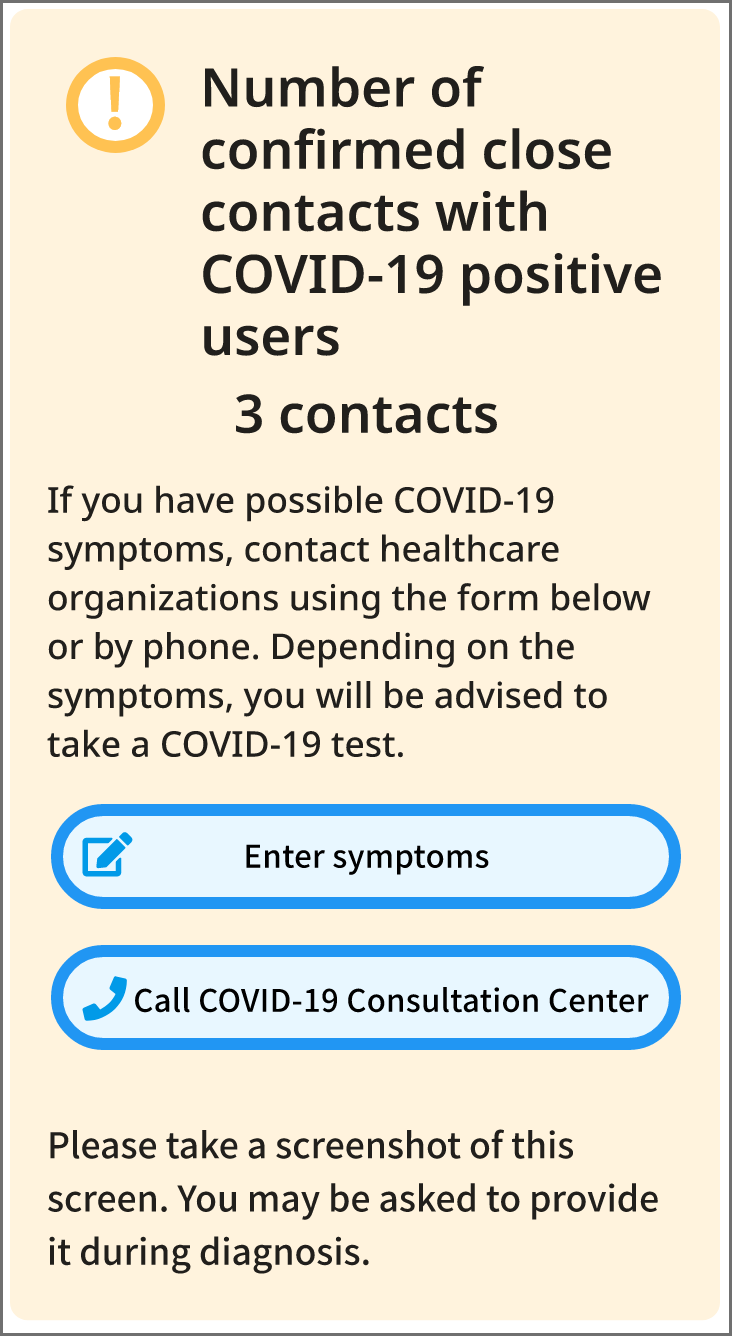 Number of
confirmed close
contacts with
COVID-19 positive
users
3 contacts
If you have possible COVID-19
symptoms, contact healthcare
organizations using the form below
or by phone. Depending on the
symptoms, you will be advised to
take a COVID-19 test.
Enter symptoms
Call COVID-19 Consultation Center
Please take a screenshot of this
screen. You may be asked to provide
it during diagnosis.